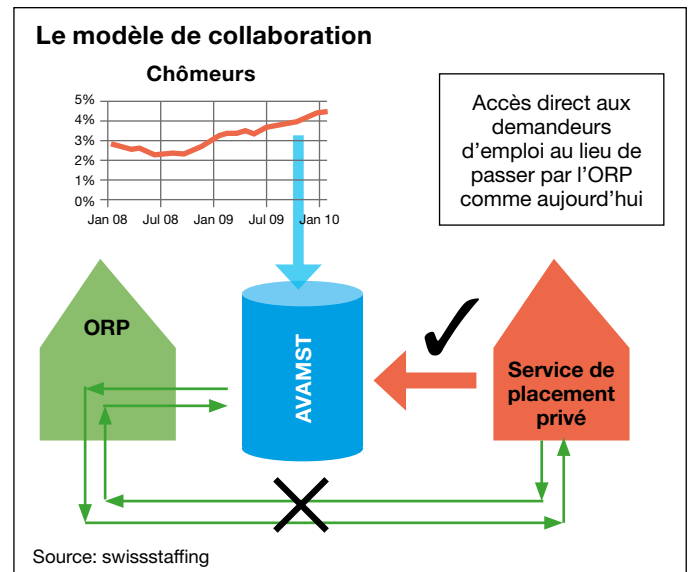 Le modèle de collaboration
Chômeurs
5%
4%
3%
2%
1%
0%
Jan 08 Jul 08 Jan 09 Jul 09 Jan 10
Accès direct aux
demandeurs
d'emploi au lieu de
passer par l'ORP
comme aujourd'hui
ORP
AVAMST
Service de
placement
privé
Source: swissstaffing